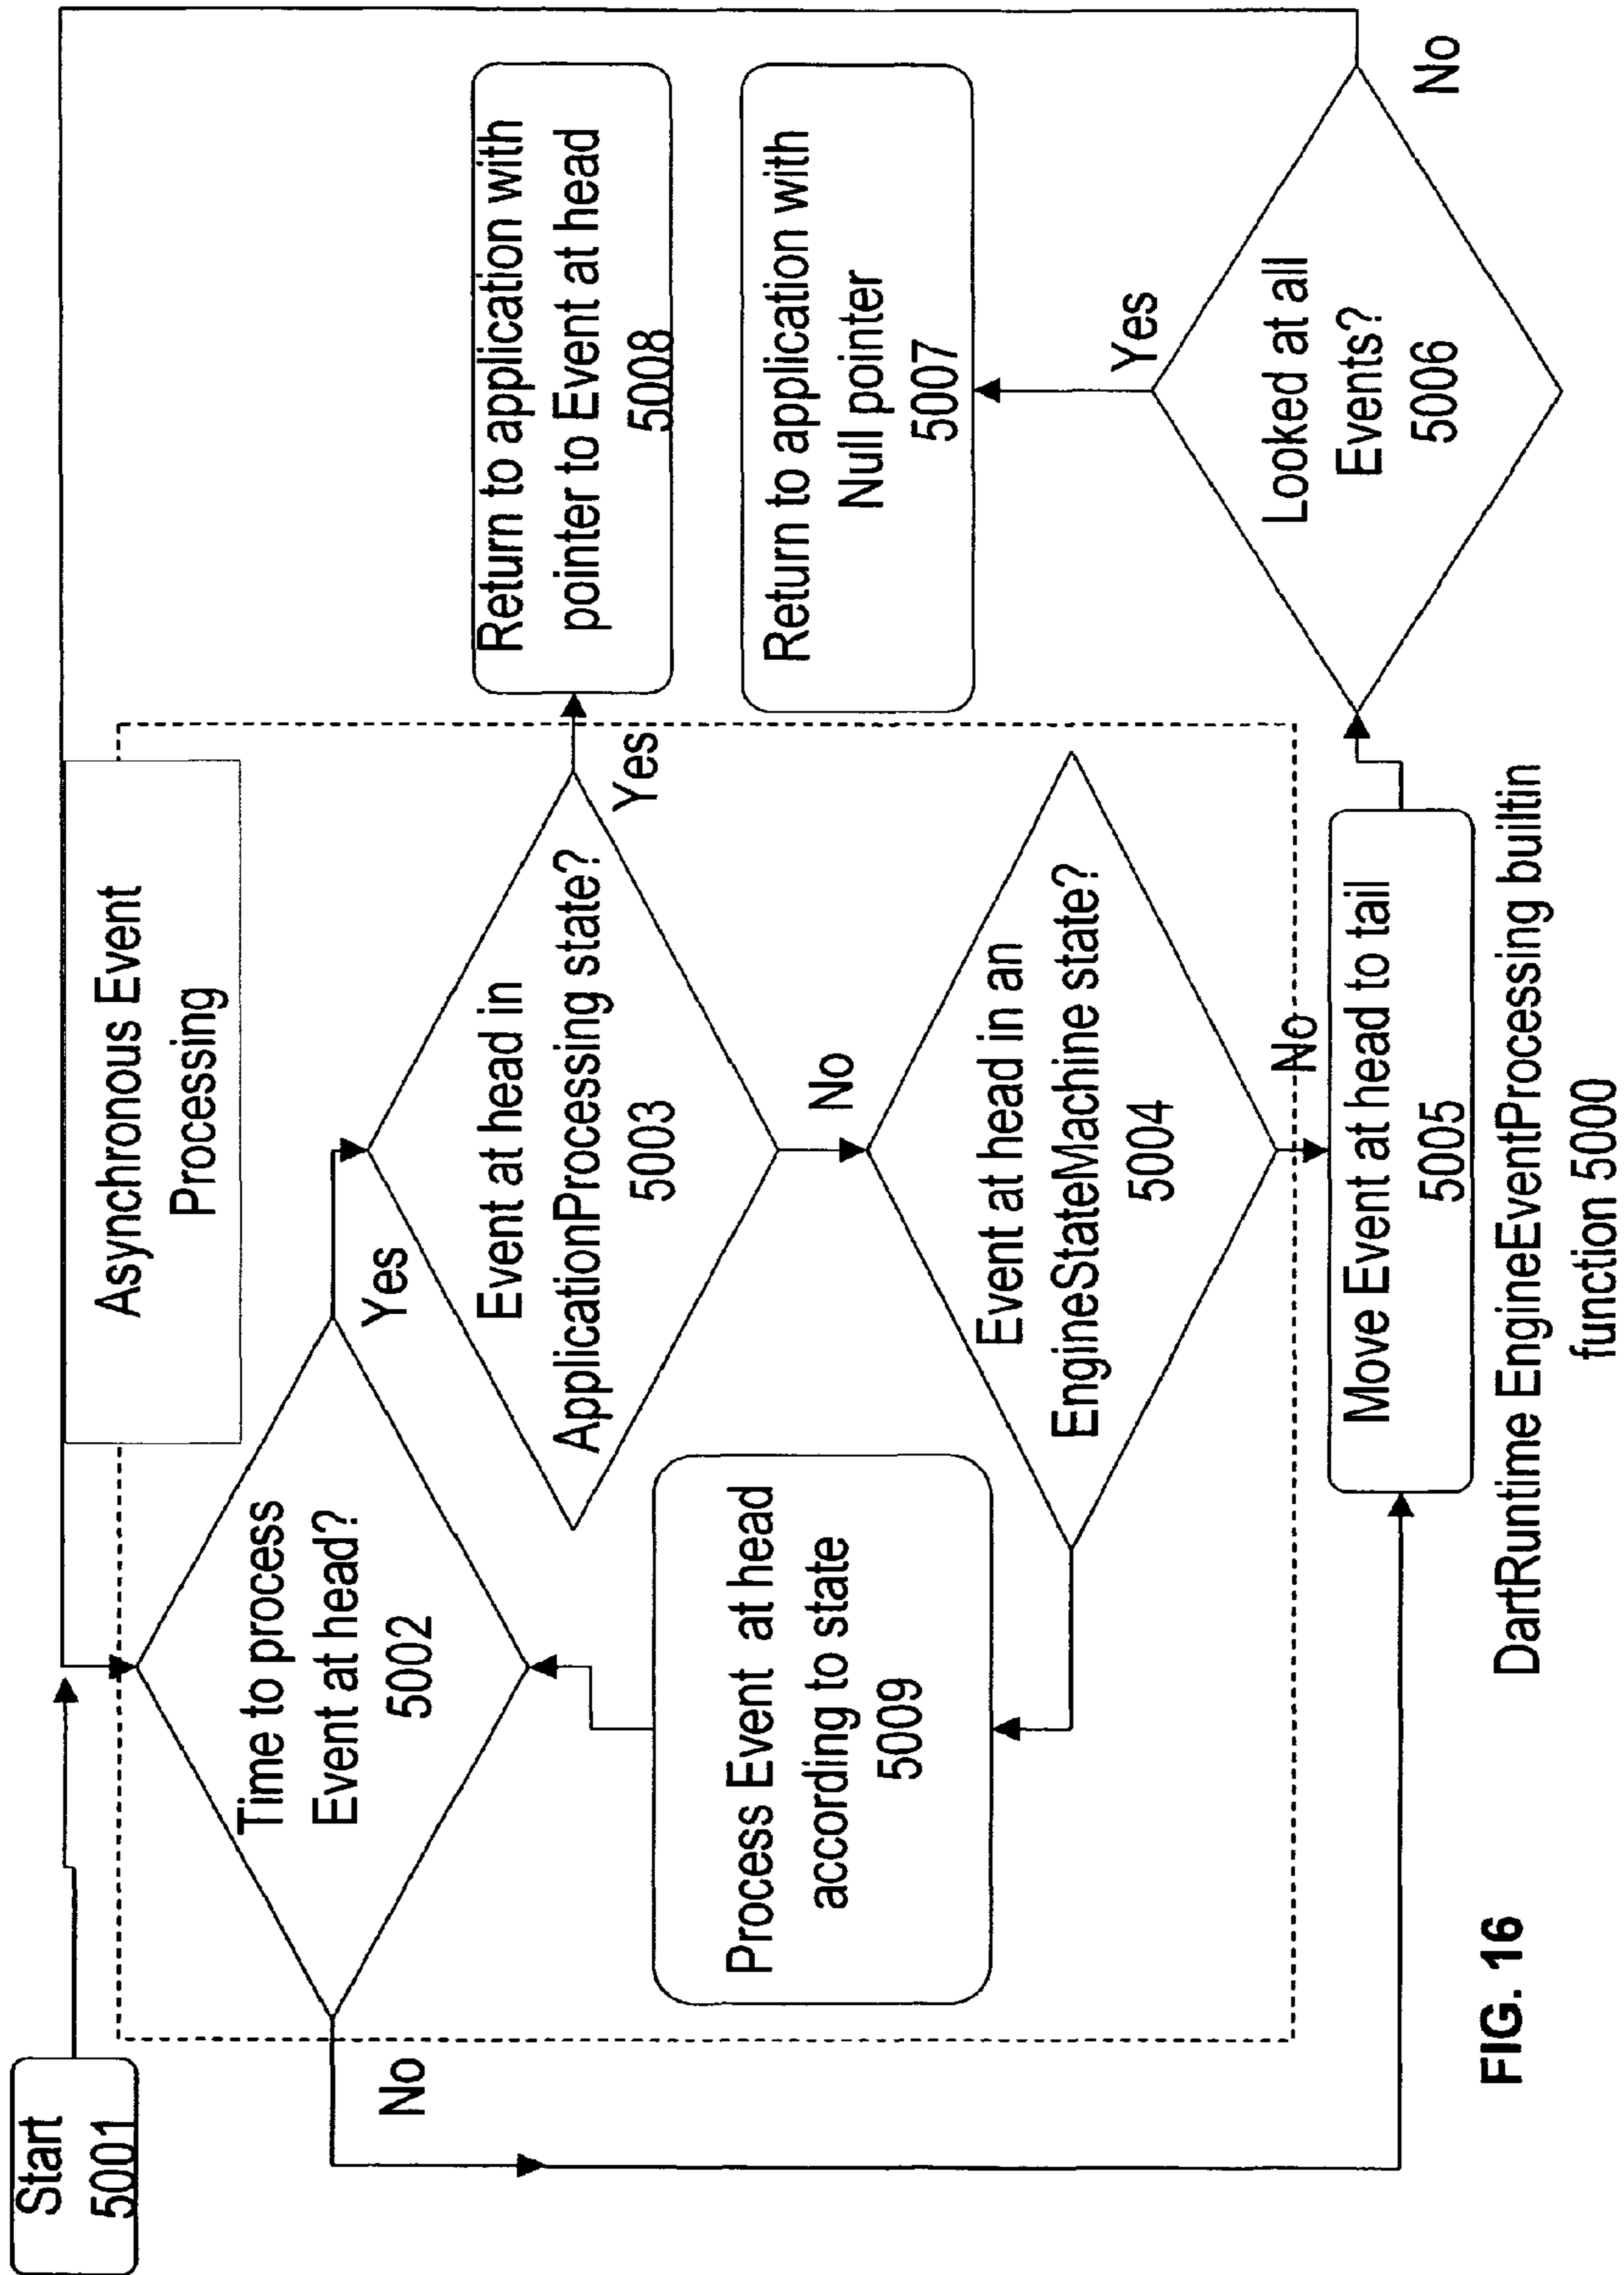 Start
5001
Asynchronous Event
Processing
Time to process
Event at head?
5002
Yes
No
Event at head in
ApplicationProcessing state?
5003
Yes
No
Return to application with
pointer to Event at head
5008
Process Event at head
according to state
5009
Event at head in an
EngineStateMachine state?
5004
No
Return to application with
Null pointer
5007
Move Event at head to tail
5005
Looked at all
Events?
5006
Yes
No
DartRuntime EngineEventProcessing builtin
function 5000
FIG. 16